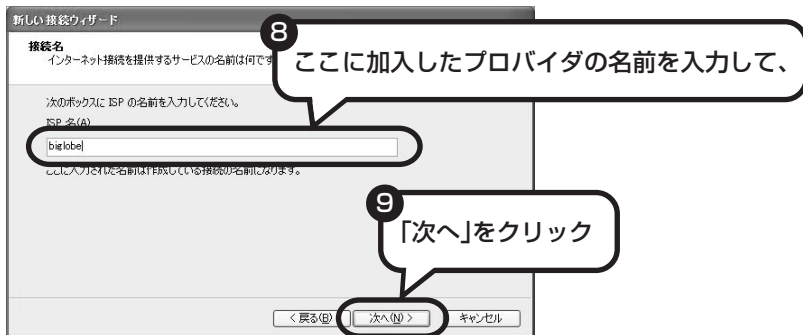 新しい接続ウィザード
接続名
インターネット接続を提供するサービスの名前は何です
8
ここに加入したプロバイダの名前を入力して、
次のボックスに ISP の名前を入力してください。
ISP 名(A)
biglobe
ここに入力された名前は作成している接続の名前になります。
9
「次へ」をクリック
< 戻る(B)
次へ(N) >
キャンセル